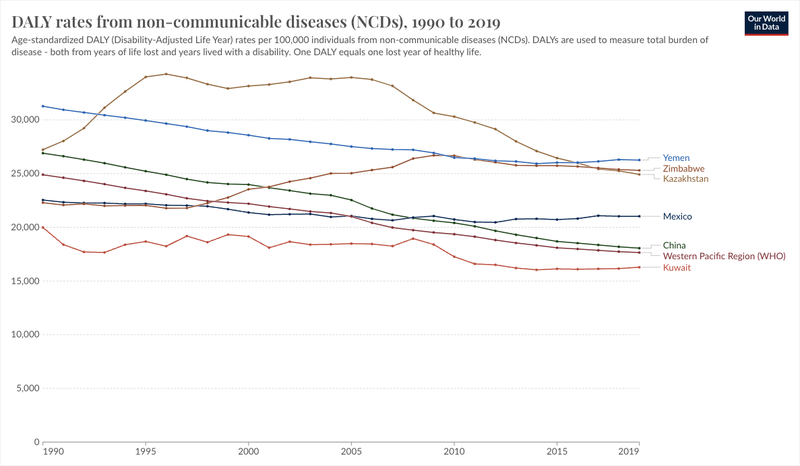 DALY rates from non-communicable diseases (NCDs), 1990 to 2019
Our World
in Data
Age-standardized DALY (Disability-Adjusted Life Year) rates per 100,000 individuals from non-communicable diseases (NCDs). DALYs are used to measure total burden of
disease - both from years of life lost and years lived with a disability. One DALY equals one lost year of healthy life.
30,000
25,000
20,000
15,000
10,000
5,000
0
Yemen
Zimbabwe
Kazakhstan
Mexico
China
Western Pacific Region (WHO)
Kuwait
1990
1995
2000
2005
2010
2015
2019